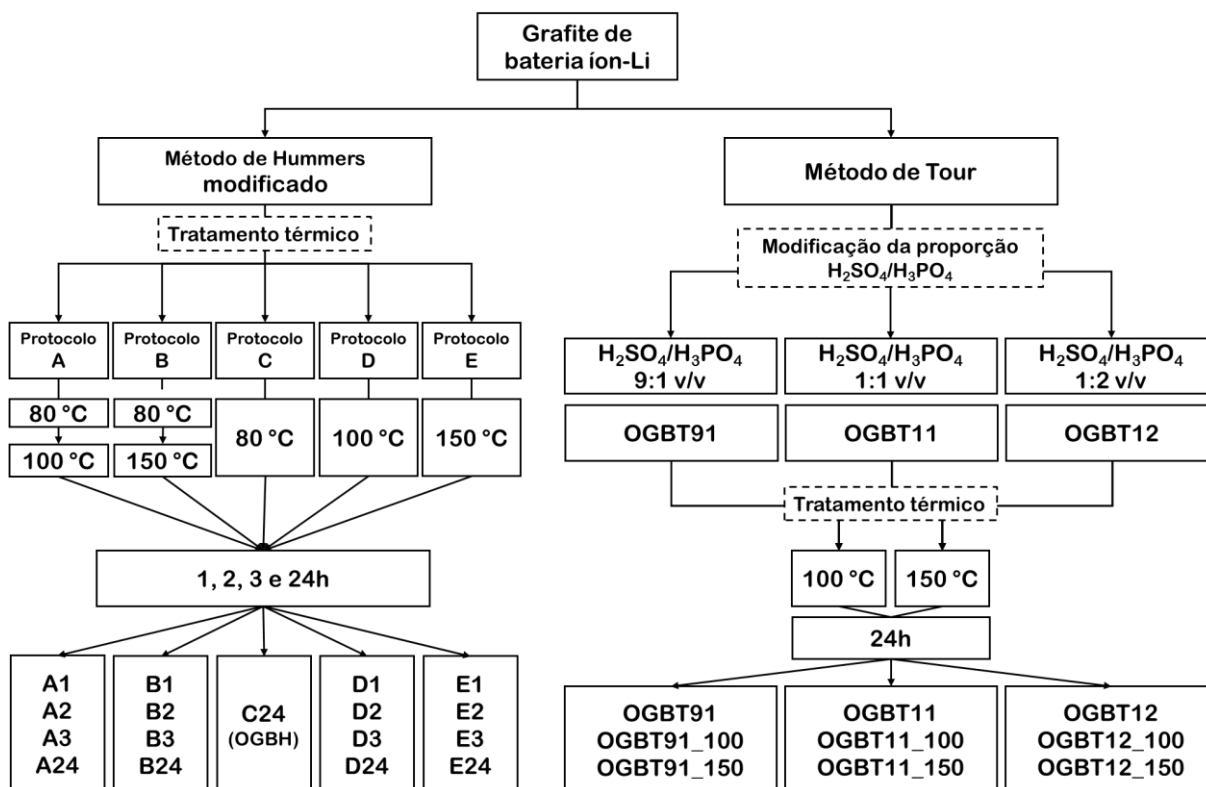 Grafite de
bateria íon-Li
Método de Hummers
modificado
Tratamento térmico
Protocolo
A
Protocolo
B
Protocolo
C
Protocolo
D
Protocolo
E
80 °C
100 °C
80 °C
150 °C
80 °C
100 °C
150 °C
1, 2, 3 e 24h
A1
A2
A3
A24
B1
B2
B3
B24
C24
(OGBH)
D1
D2
D3
D24
E1
E2
E3
E24
Método de Tour
Modificação da proporção
H₂SO₄/H₃PO₄
H₂SO₄/H₃PO₄
9:1 v/v
H₂SO₄/H₃PO₄
1:1 v/v
H₂SO₄/H₃PO₄
1:2 v/v
OGBT91
OGBT11
OGBT12
Tratamento térmico
100 °C
150 °C
24h
OGBT91
OGBT91_100
OGBT91_150
OGBT11
OGBT11_100
OGBT11_150
OGBT12
OGBT12_100
OGBT12_150